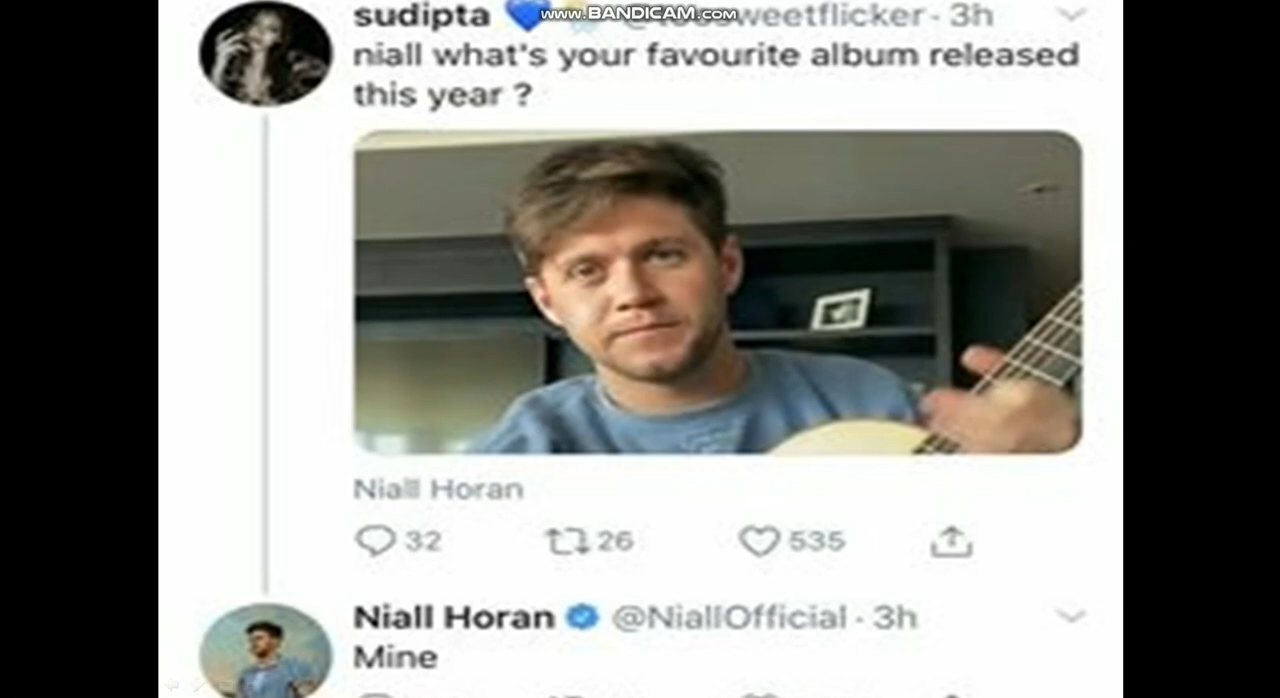 www.BANDICAM.com
sudipta 💙 sweetflicker · 3h
niall what's your favourite album released
this year ?
Niall Horan
32 26 535
Niall Horan @NiallOfficial · 3h
Mine